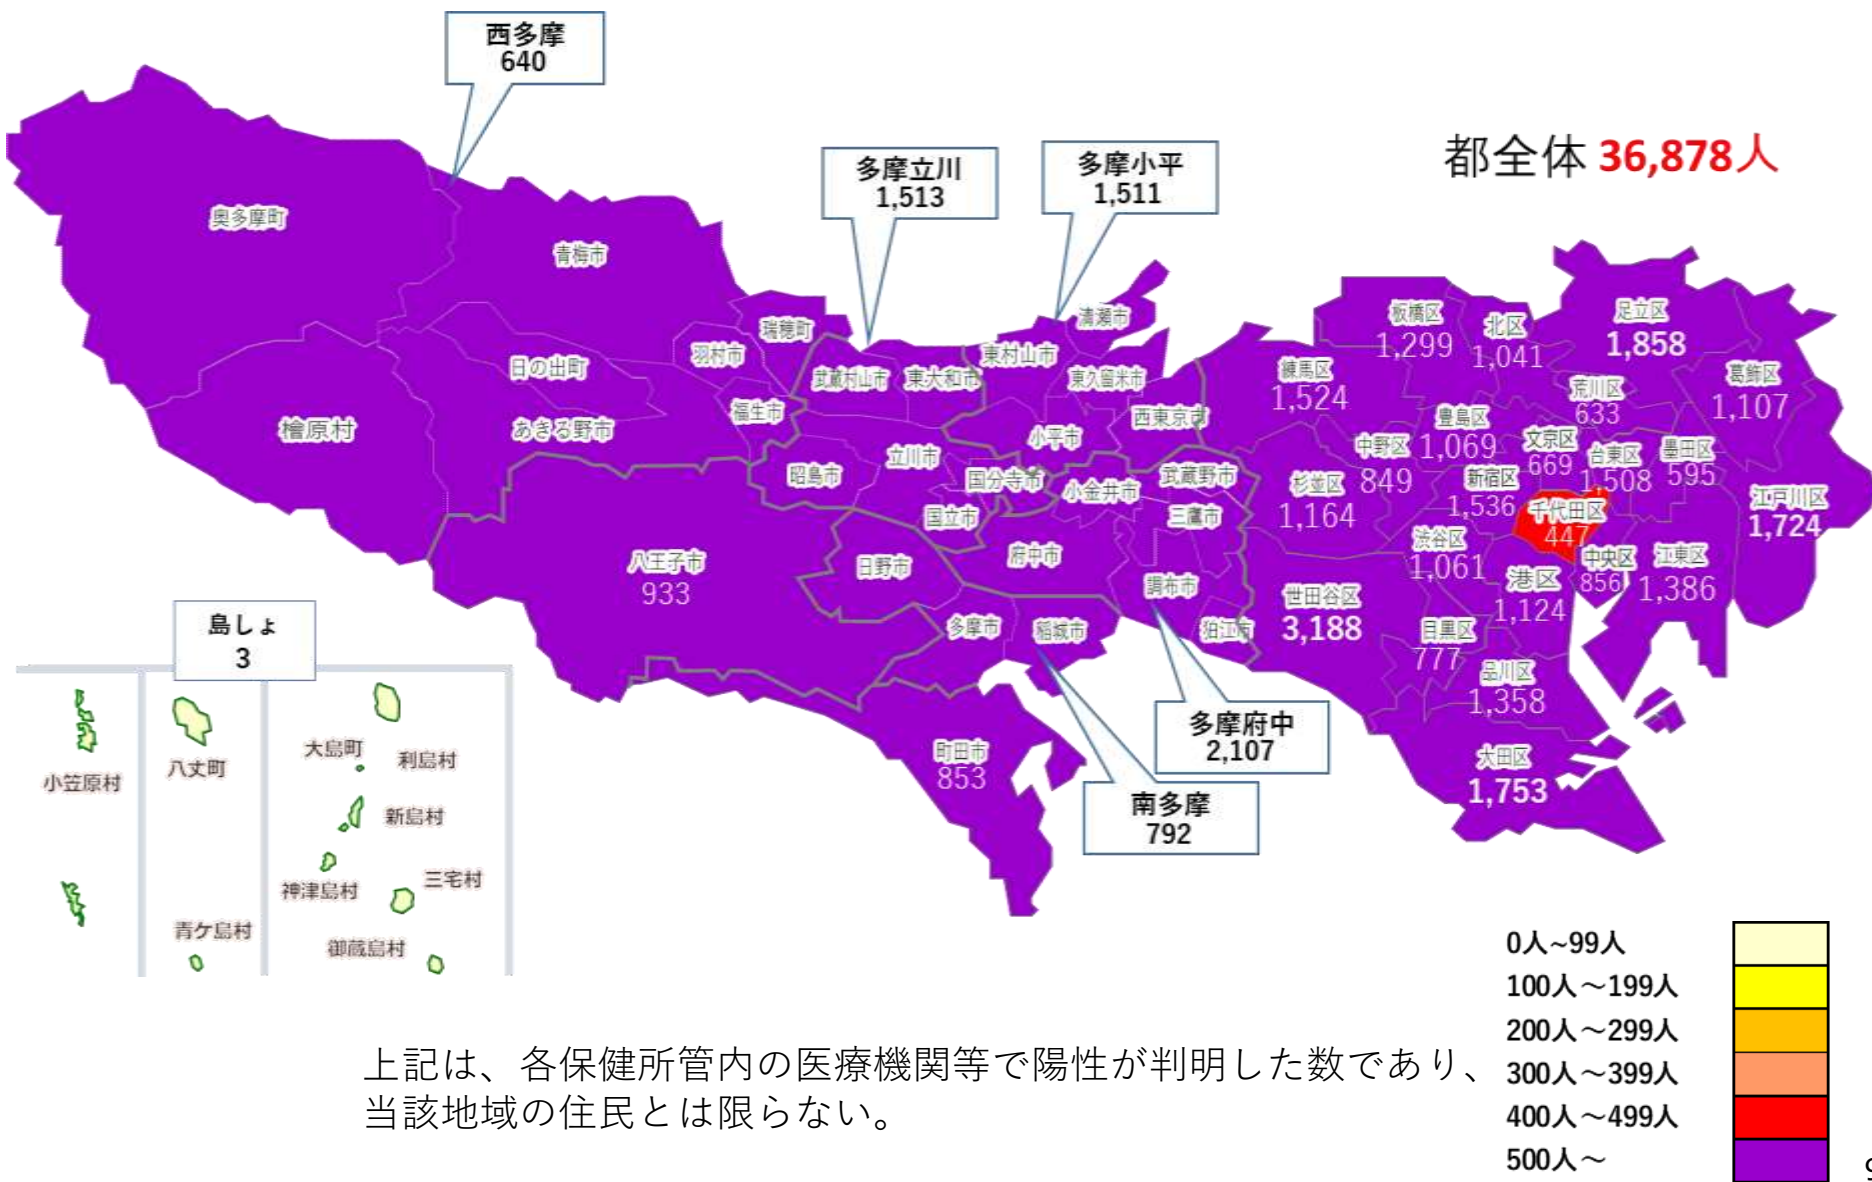 西多摩
640
多摩立川
1,513
多摩小平
1,511
都全体 36,878人
奥多摩町
青梅市
瑞穂町
羽村市
日の出町
福生市
あきる野市
檜原村
武蔵村山市
東大和市
東村山市
清瀬市
東久留米市
西東京市
小平市
立川市
昭島市
国分寺市
国立市
小金井市
武蔵野市
三鷹市
府中市
調布市
狛江市
日野市
多摩市
稲城市
八王子市
933
町田市
853
板橋区
1,299
北区
1,041
足立区
1,858
葛飾区
1,107
練馬区
1,524
豊島区
1,069
荒川区
633
文京区
669
台東区
1,508
墨田区
595
中野区
849
杉並区
1,164
新宿区
1,536
千代田区
447
江戸川区
1,724
渋谷区
1,061
中央区
856
江東区
1,386
港区
1,124
世田谷区
3,188
目黒区
777
品川区
1,358
大田区
1,753
多摩府中
2,107
南多摩
792
島しょ
3
小笠原村
八丈町
青ケ島村
大島町
利島村
新島村
神津島村
三宅村
御蔵島村
上記は、各保健所管内の医療機関等で陽性が判明した数であり、
当該地域の住民とは限らない。
0人~99人
100人～199人
200人～299人
300人～399人
400人～499人
500人～